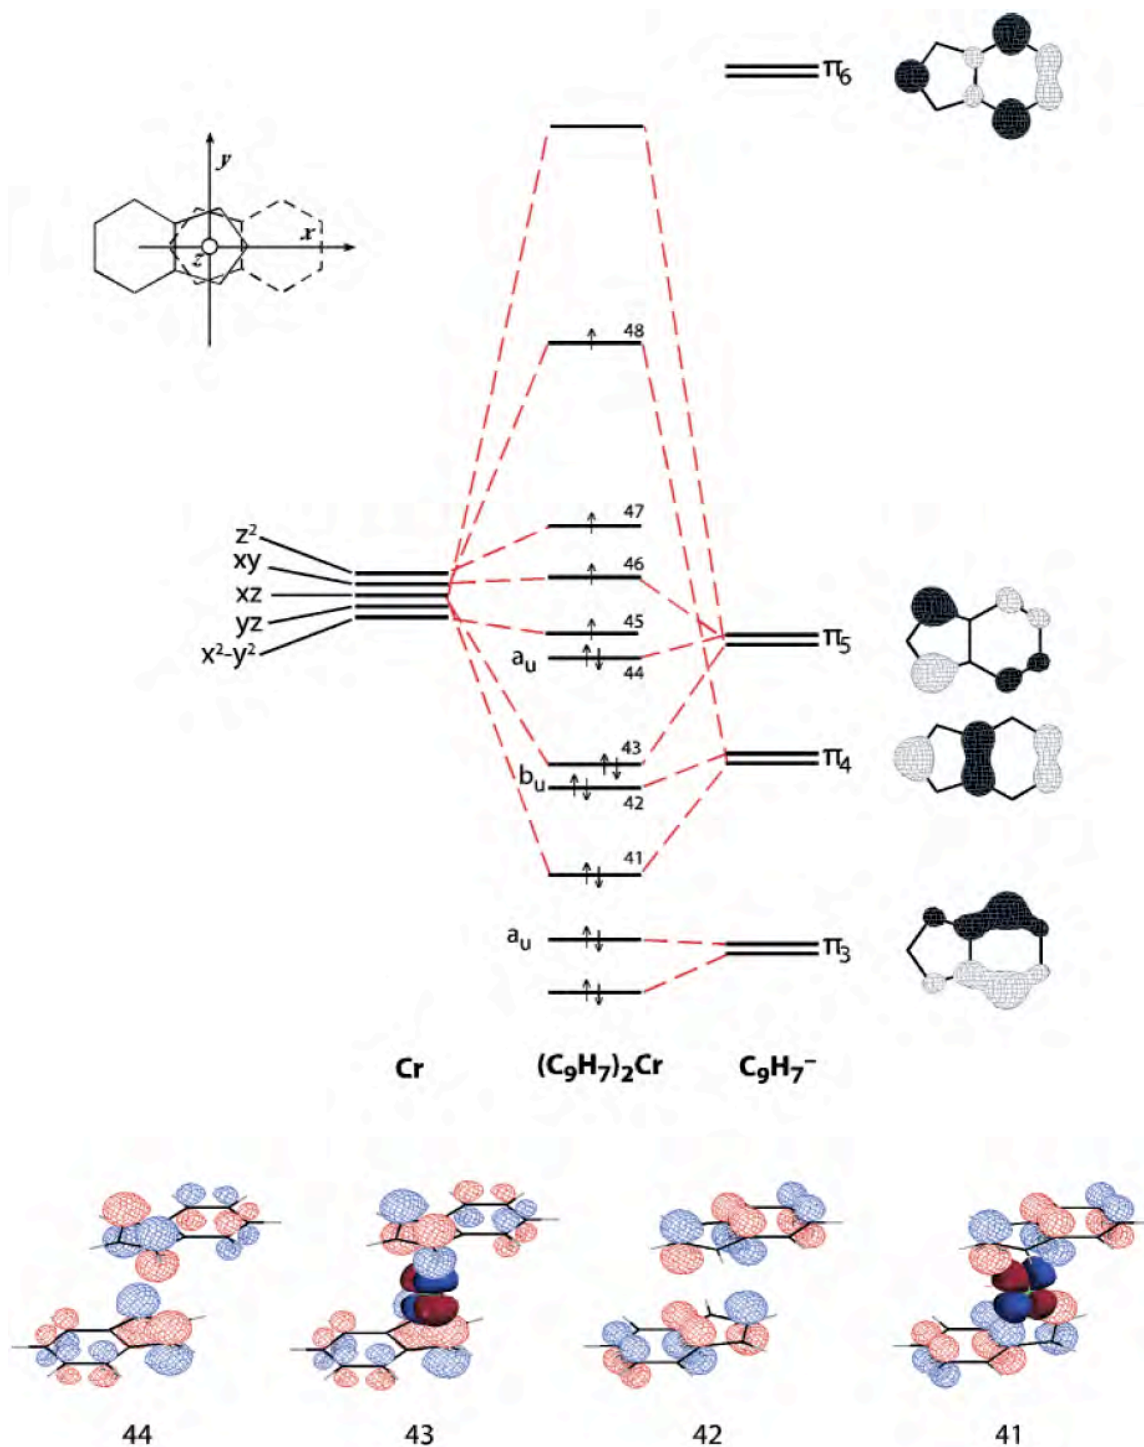 π₆
y
x
z
48
47
z²
xy
46
xz
45
π₅
yz
x²-y²
aᵤ
44
43
π₄
bᵤ
42
41
aᵤ
π₃
Cr
(C₉H₇)₂Cr
C₉H₇⁻
44 43 42 41